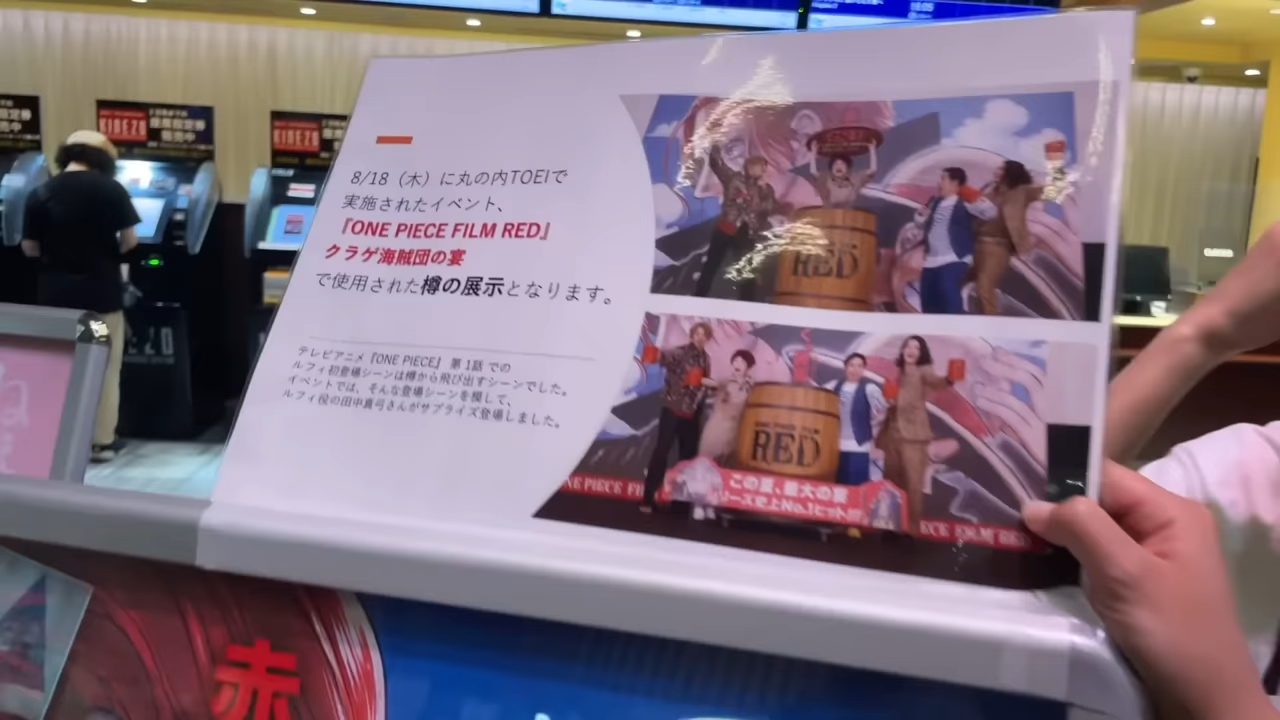 KINEZO
KINEZO
8/18（木）に丸の内TOEIで
実施されたイベント、
『ONE PIECE FILM RED』
クラゲ海賊団の宴
で使用された樽の展示となります。
テレビアニメ『ONE PIECE』 第1話 での
ルフィ初登場シーンは樽から飛び出すシーンでした。
イベントでは、そんな登場シーンを模して、
ルフィ役の田中真弓さんがサプライズ登場しました。
RED
ONE PIECE FILM
RED
この夏、最大の宴
リーズ史上No.1ヒット!!!
赤